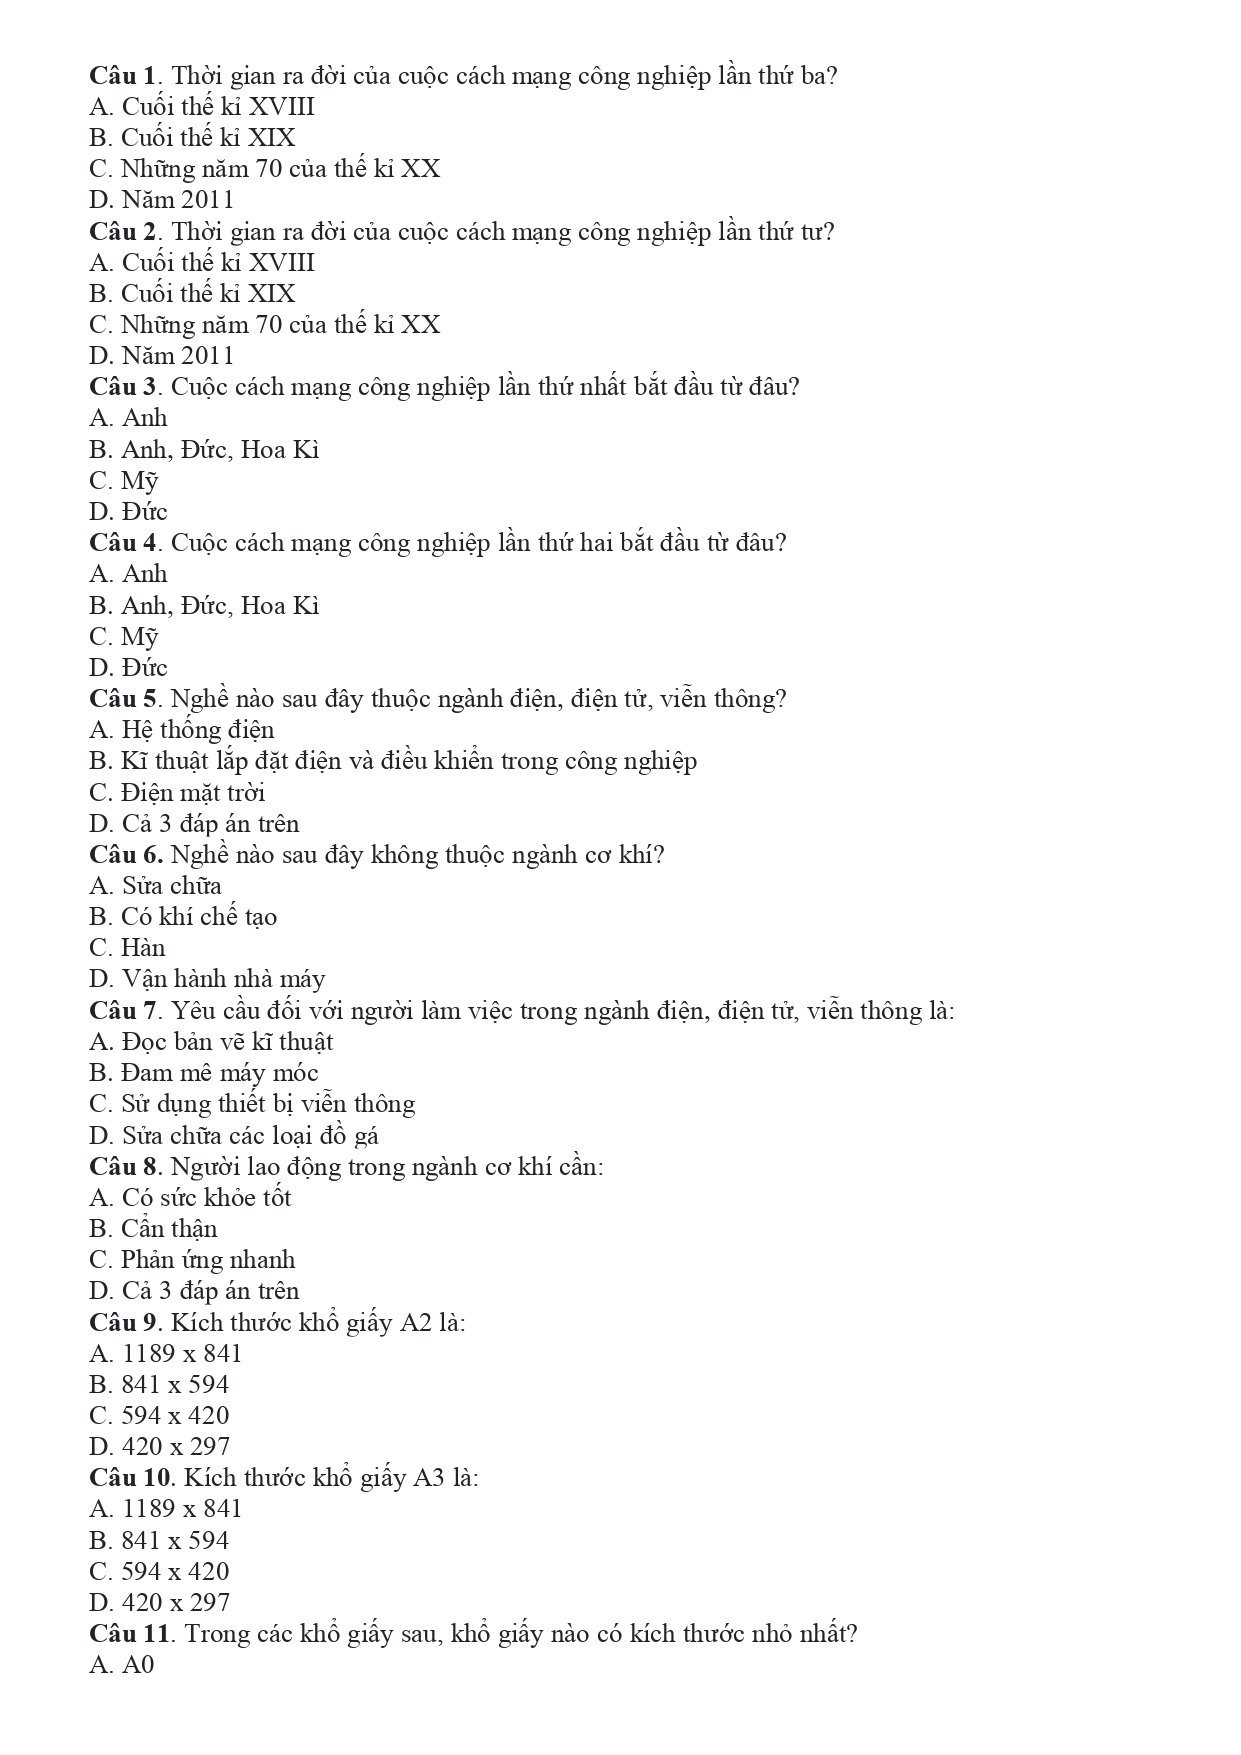 Câu 1. Thời gian ra đời của cuộc cách mạng công nghiệp lần thứ ba?
A. Cuối thế kỉ XVIII
B. Cuối thế kỉ XIX
C. Những năm 70 của thế kỉ XX
D. Năm 2011
Câu 2. Thời gian ra đời của cuộc cách mạng công nghiệp lần thứ tư?
A. Cuối thế kỉ XVIII
B. Cuối thế kỉ XIX
C. Những năm 70 của thế kỉ XX
D. Năm 2011
Câu 3. Cuộc cách mạng công nghiệp lần thứ nhất bắt đầu từ đâu?
A. Anh
B. Anh, Đức, Hoa Kì
C. Mỹ
D. Đức
Câu 4. Cuộc cách mạng công nghiệp lần thứ hai bắt đầu từ đâu?
A. Anh
B. Anh, Đức, Hoa Kì
C. Mỹ
D. Đức
Câu 5. Nghề nào sau đây thuộc ngành điện, điện tử, viễn thông?
A. Hệ thống điện
B. Kĩ thuật lắp đặt điện và điều khiển trong công nghiệp
C. Điện mặt trời
D. Cả 3 đáp án trên
Câu 6. Nghề nào sau đây không thuộc ngành cơ khí?
A. Sửa chữa
B. Có khí chế tạo
C. Hàn
D. Vận hành nhà máy
Câu 7. Yêu cầu đối với người làm việc trong ngành điện, điện tử, viễn thông là:
A. Đọc bản vẽ kĩ thuật
B. Đam mê máy móc
C. Sử dụng thiết bị viễn thông
D. Sửa chữa các loại đồ gá
Câu 8. Người lao động trong ngành cơ khí cần:
A. Có sức khỏe tốt
B. Cẩn thận
C. Phản ứng nhanh
D. Cả 3 đáp án trên
Câu 9. Kích thước khổ giấy A2 là:
A. 1189 x 841
B. 841 x 594
C. 594 x 420
D. 420 x 297
Câu 10. Kích thước khổ giấy A3 là:
A. 1189 x 841
B. 841 x 594
C. 594 x 420
D. 420 x 297
Câu 11. Trong các khổ giấy sau, khổ giấy nào có kích thước nhỏ nhất?
A. A0